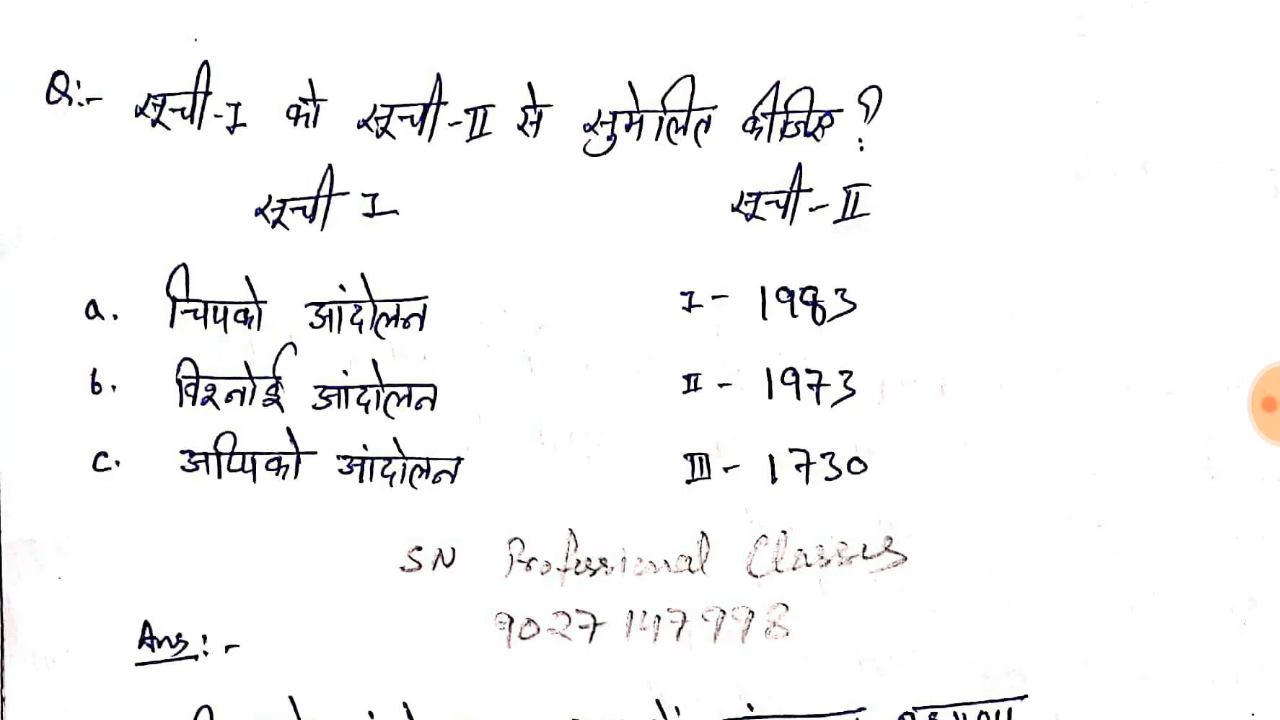 Q:- सूची-I को सूची-II से सुमेलित कीजिए?
सूची I सूची-II
a. चिपको आंदोलन I- 1983
b. विश्नोई आंदोलन II- 1973
c. अप्पिको आंदोलन III- 1730
SN Professional Classes
9027147998
Ans:-